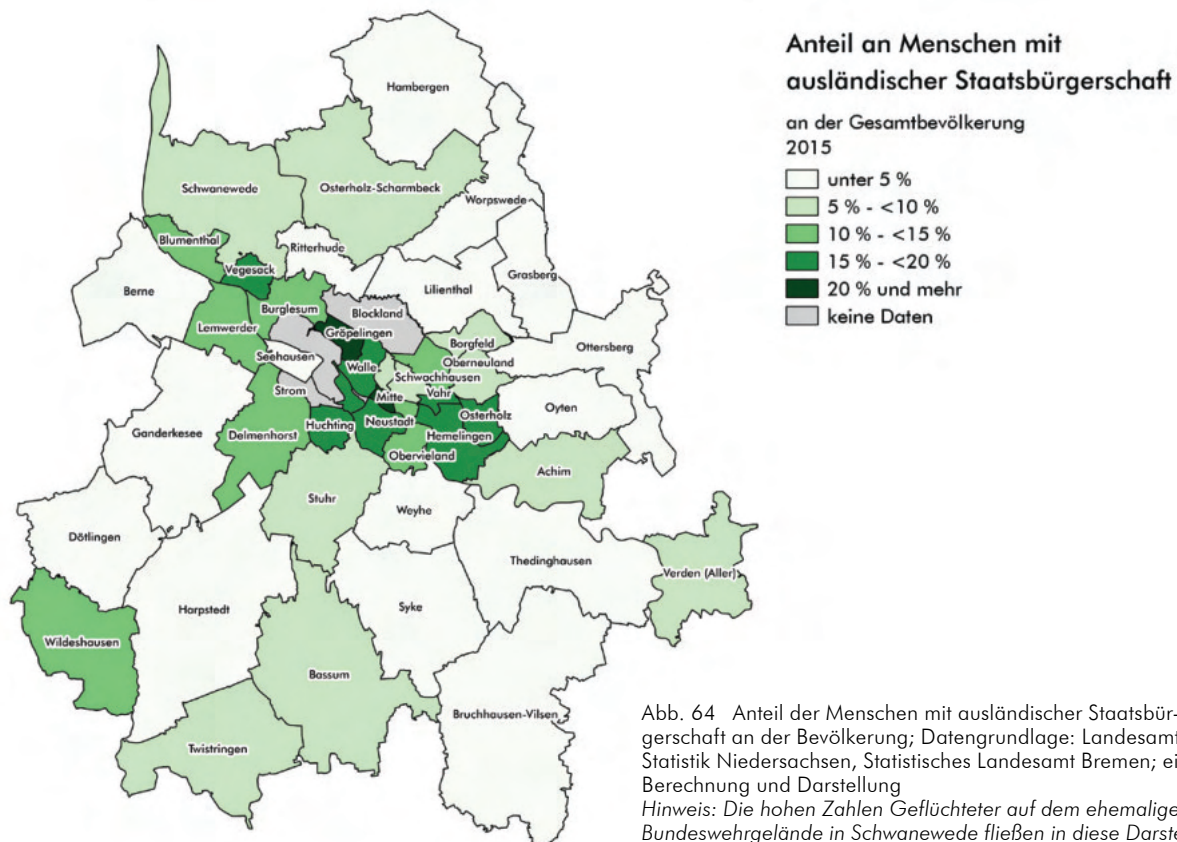 Anteil an Menschen mit
ausländischer Staatsbürgerschaft
an der Gesamtbevölkerung
2015
unter 5 %
5 % - <10 %
10 % - <15 %
15 % - <20 %
20 % und mehr
keine Daten
Hambergen
Schwanewede
Osterholz-Scharmbeck
Worpswede
Blumenthal
Ritterhude
Vegesack
Grasberg
Berne
Lilienthal
Burglesum
Blockland
Lemwerder
Gröpelingen
Borgfeld
Ottersberg
Seehausen
Oberneuland
Walle
Schwachhausen
Strom
Mitte
Vahr
Oyten
Osterholz
Ganderkesee
Delmenhorst
Huchting
Neustadt
Hemelingen
Obervieland
Achim
Stuhr
Weyhe
Dötlingen
Thedinghausen
Verden (Aller)
Harpstedt
Syke
Wildeshausen
Bassum
Bruchhausen-Vilsen
Twistringen
Abb. 64 Anteil der Menschen mit ausländischer Staatsbür-
gerschaft an der Bevölkerung; Datengrundlage: Landesamt
Statistik Niedersachsen, Statistisches Landesamt Bremen; ei
Berechnung und Darstellung
Hinweis: Die hohen Zahlen Geflüchteter auf dem ehemalige
Bundeswehrgelände in Schwanewede fließen in diese Darste